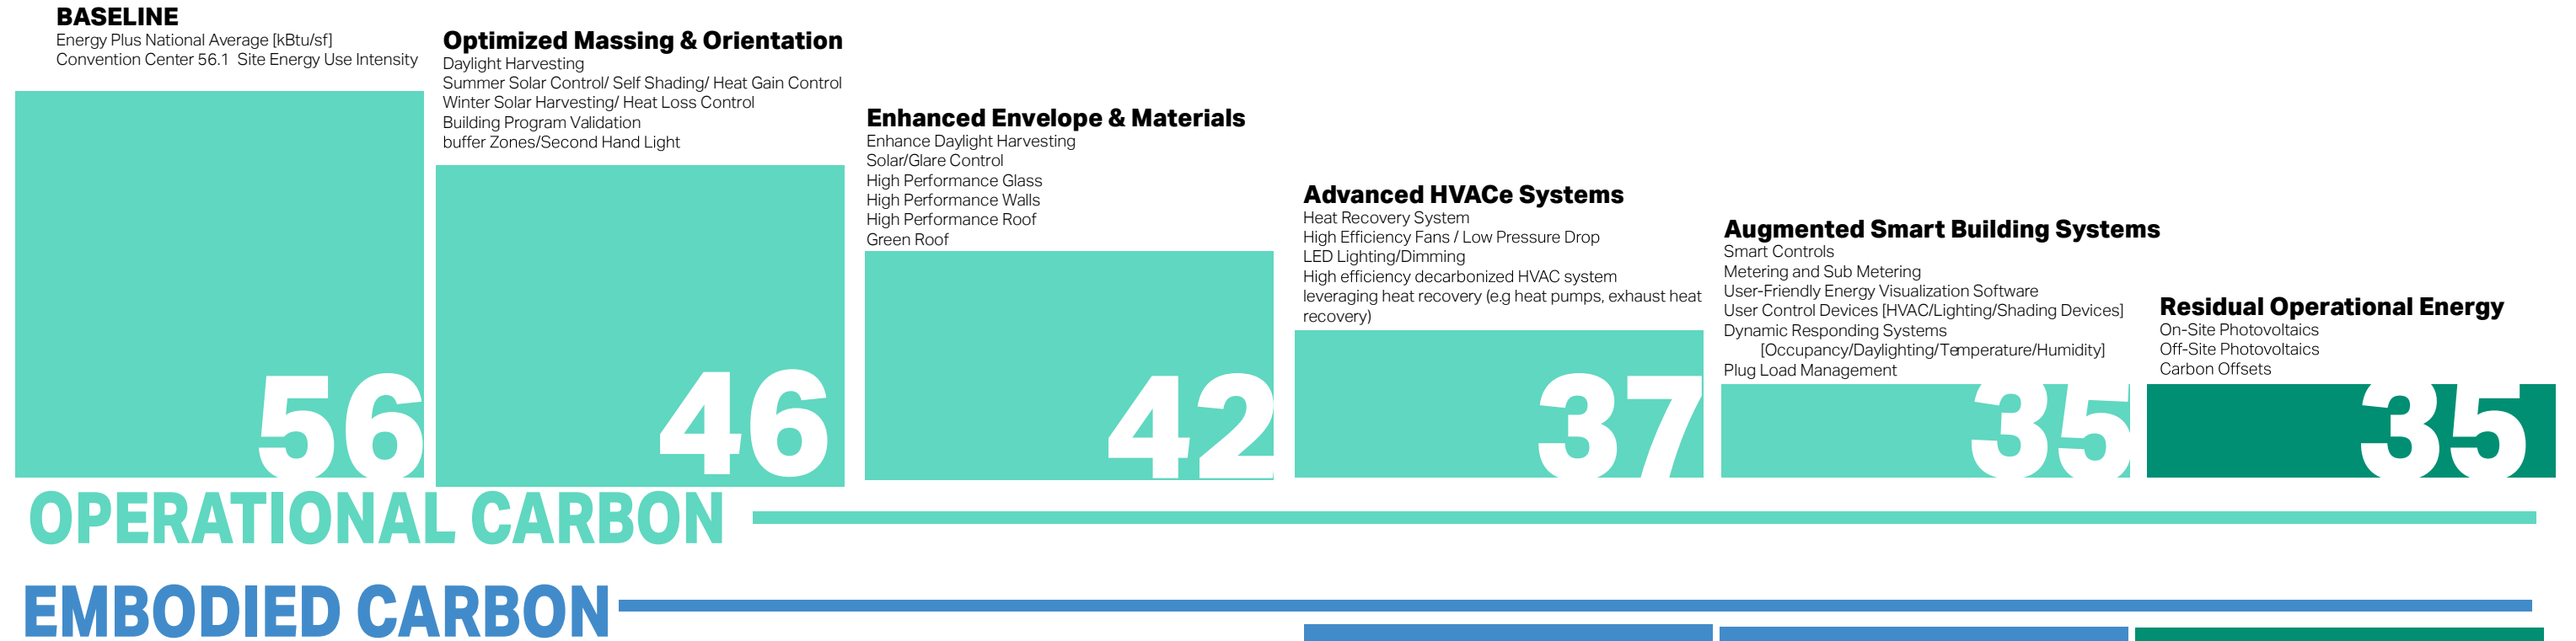 BASELINE
Energy Plus National Average [kBtu/sf]
Convention Center 56.1 Site Energy Use Intensity
56
Optimized Massing & Orientation
Daylight Harvesting
Summer Solar Control/ Self Shading/ Heat Gain Control
Winter Solar Harvesting/ Heat Loss Control
Building Program Validation
buffer Zones/Second Hand Light
46
Enhanced Envelope & Materials
Enhance Daylight Harvesting
Solar/Glare Control
High Performance Glass
High Performance Walls
High Performance Roof
Green Roof
42
Advanced HVACe Systems
Heat Recovery System
High Efficiency Fans / Low Pressure Drop
LED Lighting/Dimming
High efficiency decarbonized HVAC system
leveraging heat recovery (e.g heat pumps, exhaust heat
recovery)
37
Augmented Smart Building Systems
Smart Controls
Metering and Sub Metering
User-Friendly Energy Visualization Software
User Control Devices [HVAC/Lighting/Shading Devices]
Dynamic Responding Systems
[Occupancy/Daylighting/Temperature/Humidity]
Plug Load Management
35
Residual Operational Energy
On-Site Photovoltaics
Off-Site Photovoltaics
Carbon Offsets
35
OPERATIONAL CARBON
EMBODIED CARBON